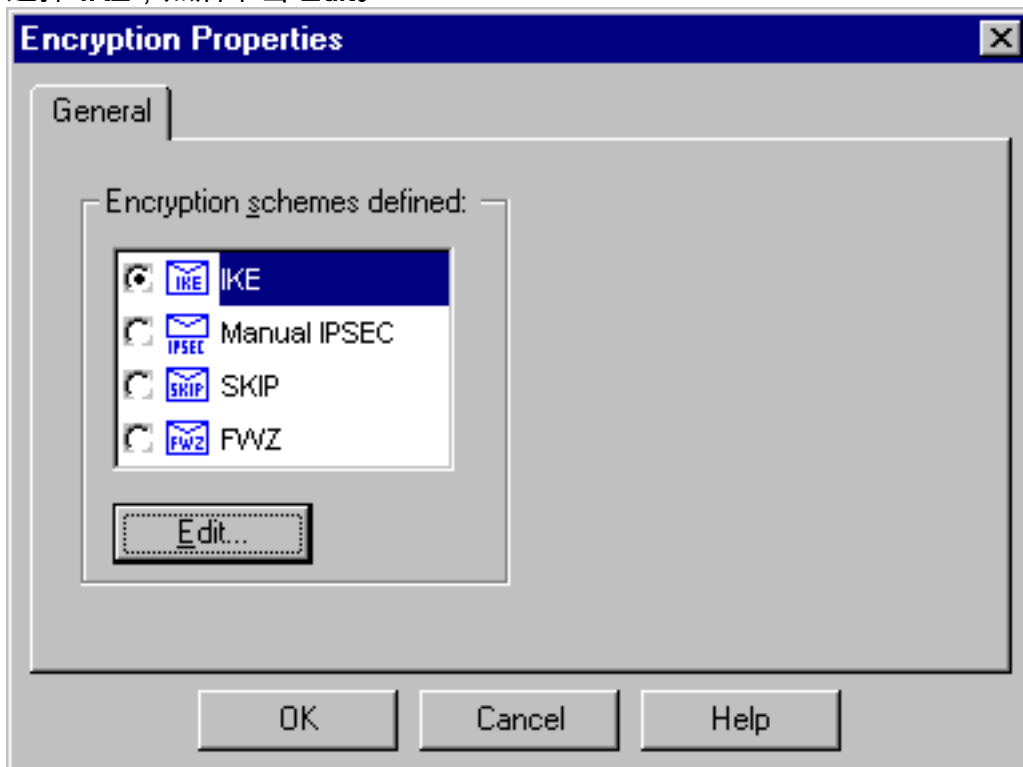 Encryption Properties
General
Encryption schemes defined:
IKE IKE
IPSEC Manual IPSEC
SKIP SKIP
FWZ FWZ
Edit...
OK Cancel Help